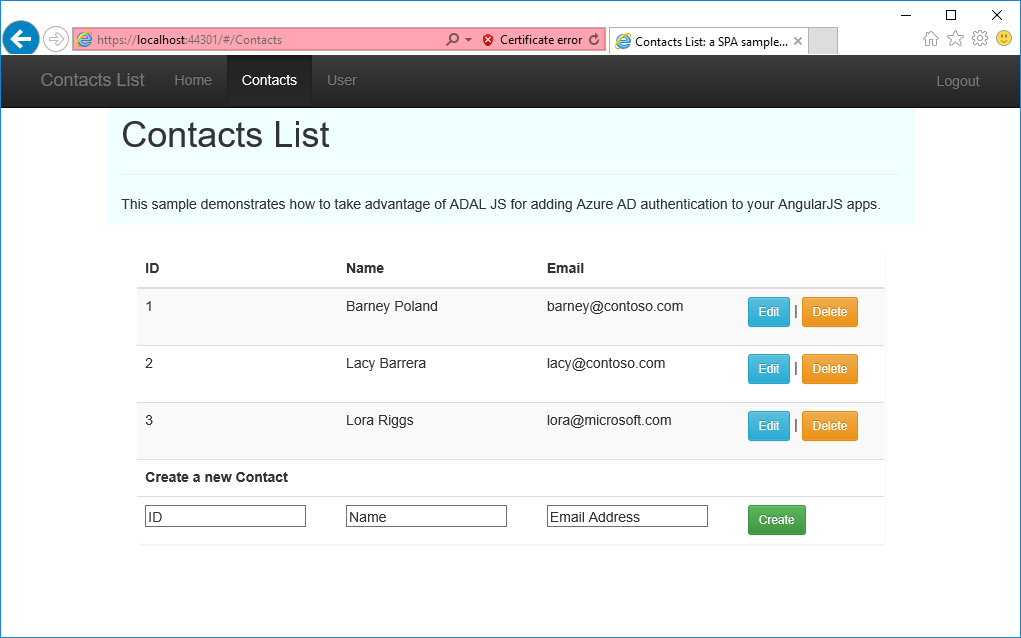 https://localhost:44301/#/Contacts Certificate error Contacts List: a SPA sample...
Contacts List Home Contacts User Logout
Contacts List
This sample demonstrates how to take advantage of ADAL JS for adding Azure AD authentication to your AngularJS apps.
ID Name Email
1 Barney Poland barney@contoso.com Edit | Delete
2 Lacy Barrera lacy@contoso.com Edit | Delete
3 Lora Riggs lora@microsoft.com Edit | Delete
Create a new Contact
ID Name Email Address Create